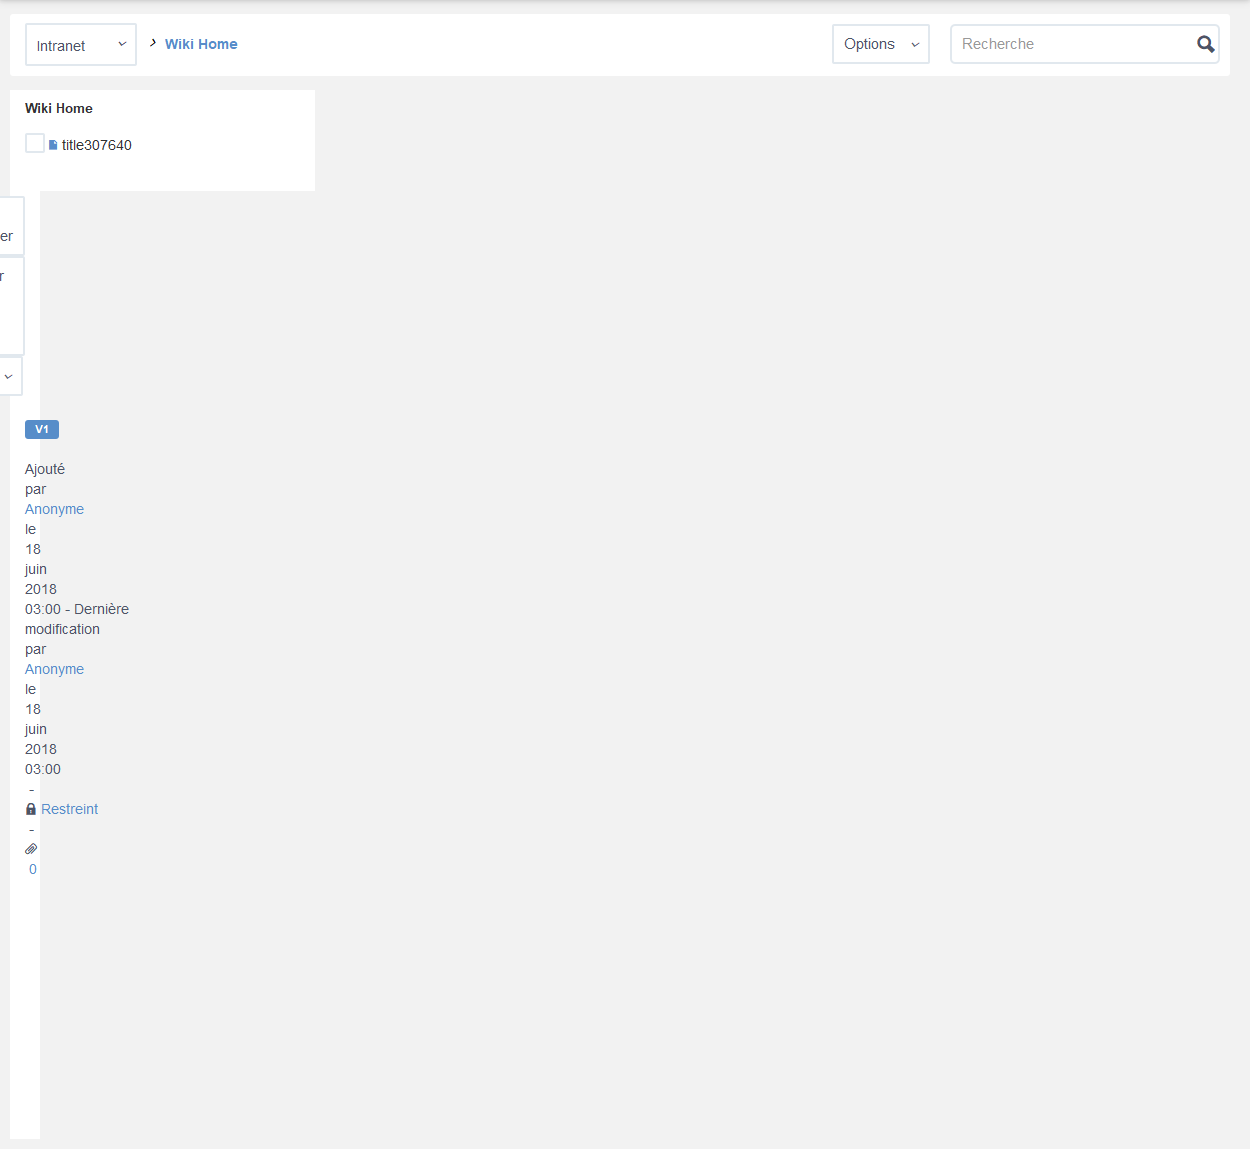 Intranet
Wiki Home
Options
Recherche
Wiki Home
title307640
er
r
V1
Ajouté
par
Anonyme
le
18
juin
2018
03:00 - Dernière
modification
par
Anonyme
le
18
juin
2018
03:00
-
Restreint
-
0